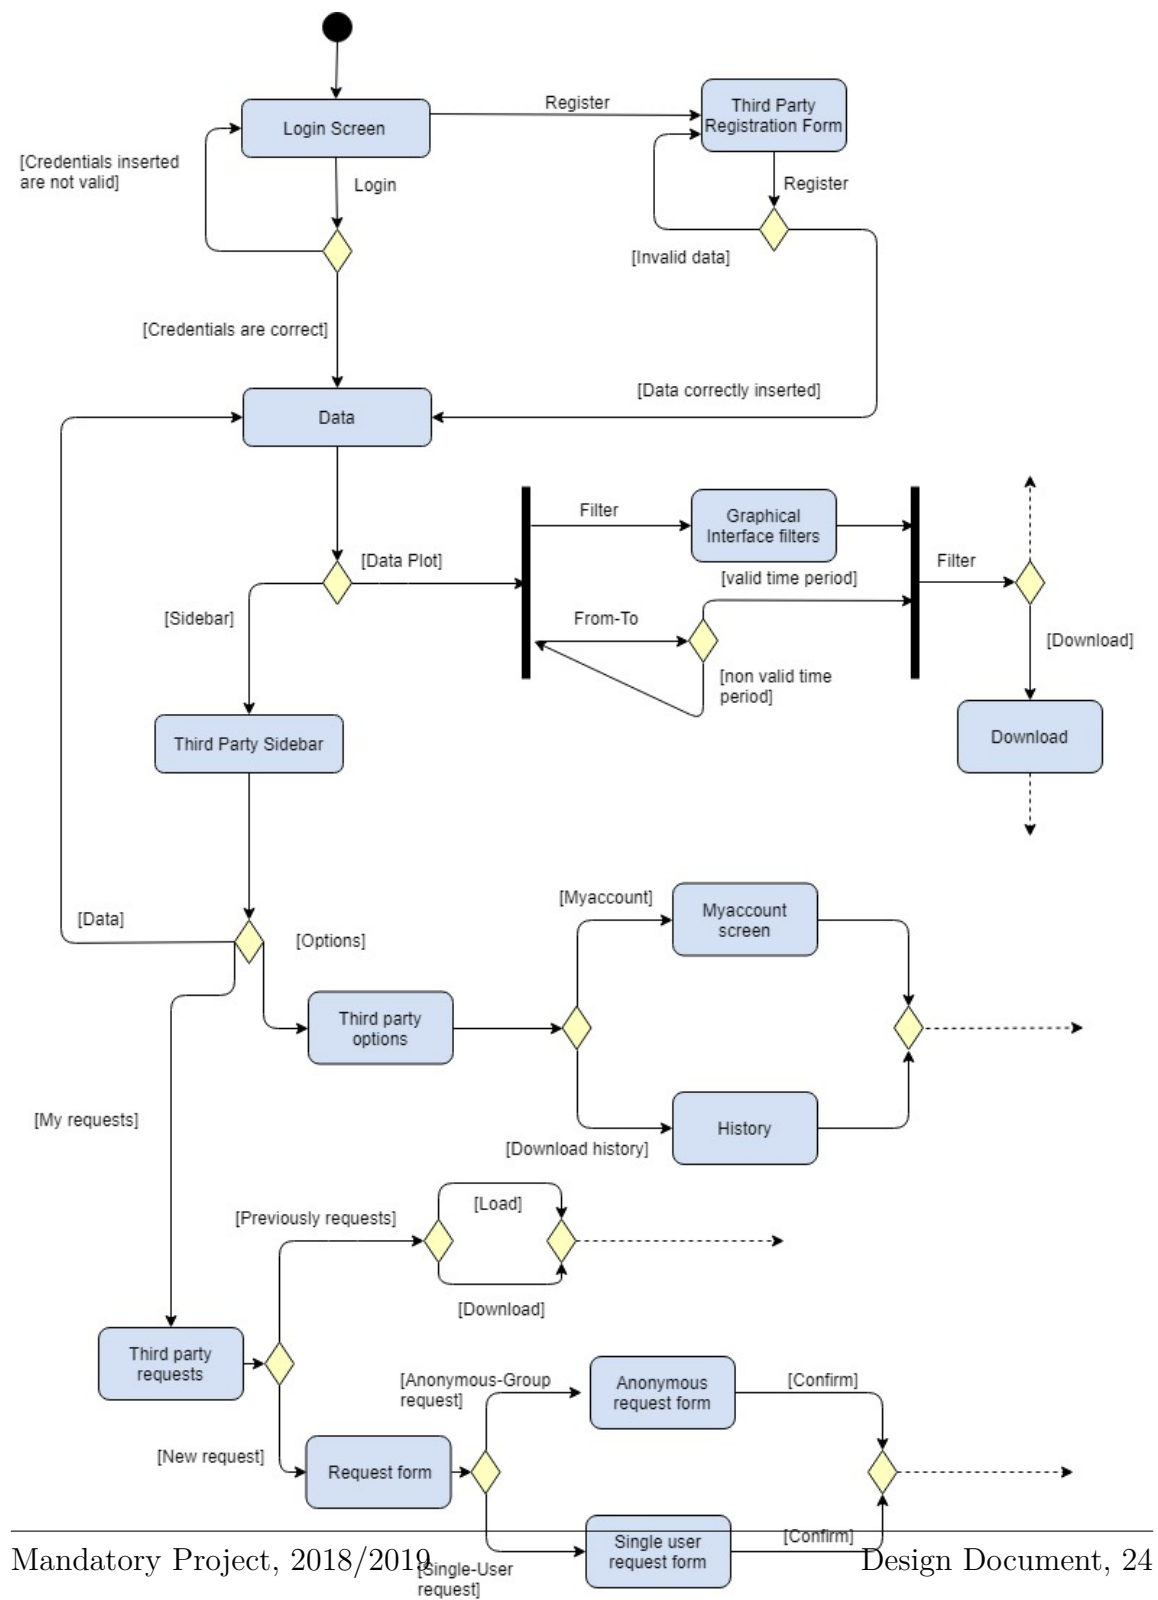 Register
Third Party
Registration Form
Login Screen
[Credentials inserted
are not valid]
Login
Register
[Invalid data]
[Credentials are correct]
[Data correctly inserted]
Data
Filter
Graphical
Interface filters
[Data Plot]
Filter
[valid time period]
[Sidebar]
From-To
[Download]
[non valid time
period]
Third Party Sidebar
Download
[Myaccount]
Myaccount
screen
[Data]
[Options]
Third party
options
[My requests]
History
[Download history]
[Load]
[Previously requests]
[Download]
Third party
requests
[Anonymous-Group
request]
Anonymous
request form
[Confirm]
[New request]
Request form
Single user
request form
[Confirm]
[Single-User
request]
Mandatory Project, 2018/2019
Design Document, 24